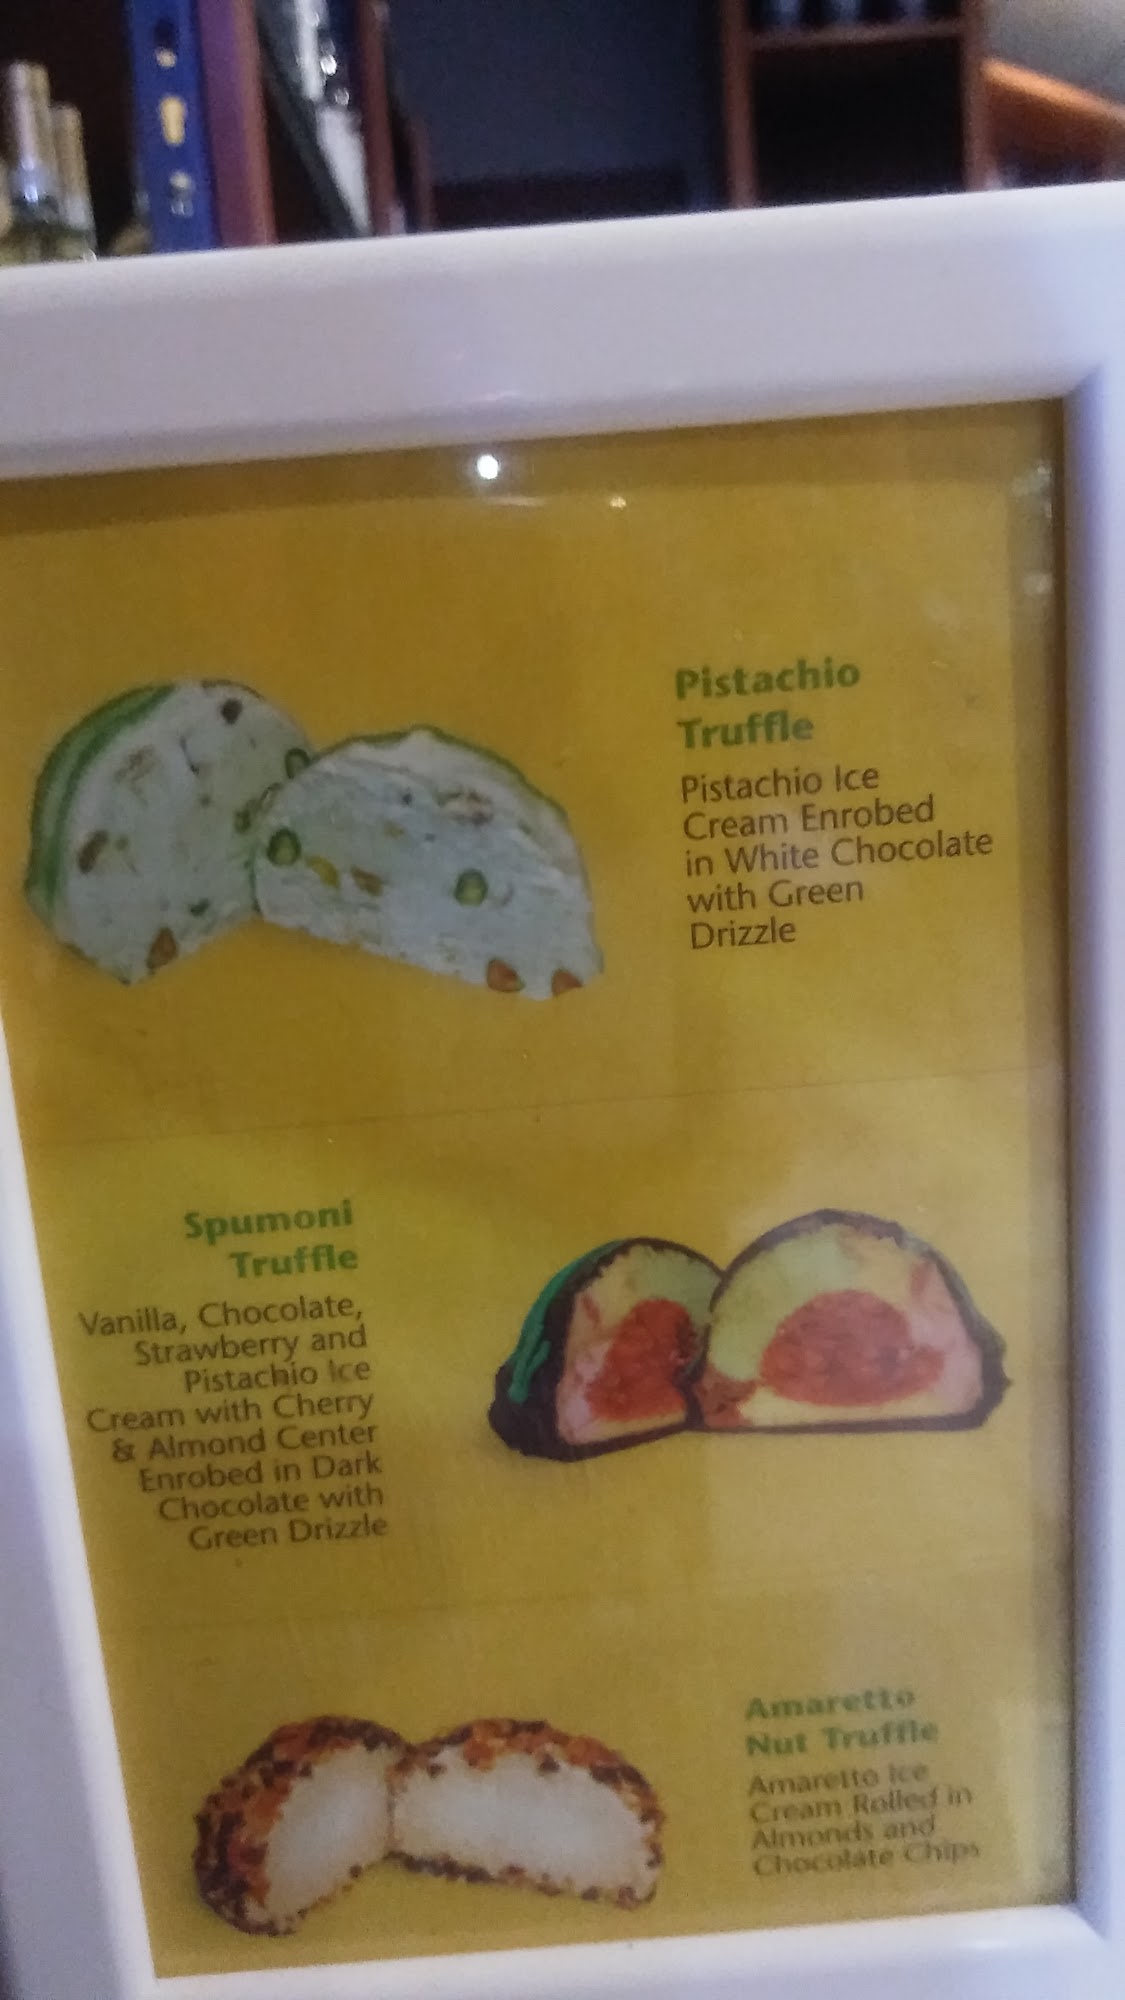 Pistachio
Truffle
Pistachio Ice
Cream Enrobed
in White Chocolate
with Green
Drizzle
Spumoni
Truffle
Vanilla, Chocolate,
Strawberry and
Pistachio Ice
Cream with Cherry
& Almond Center
Enrobed in Dark
Chocolate with
Green Drizzle
Amaretto
Nut Truffle
Amaretto Ice
Cream Rolled in
Almonds and
Chocolate Chips